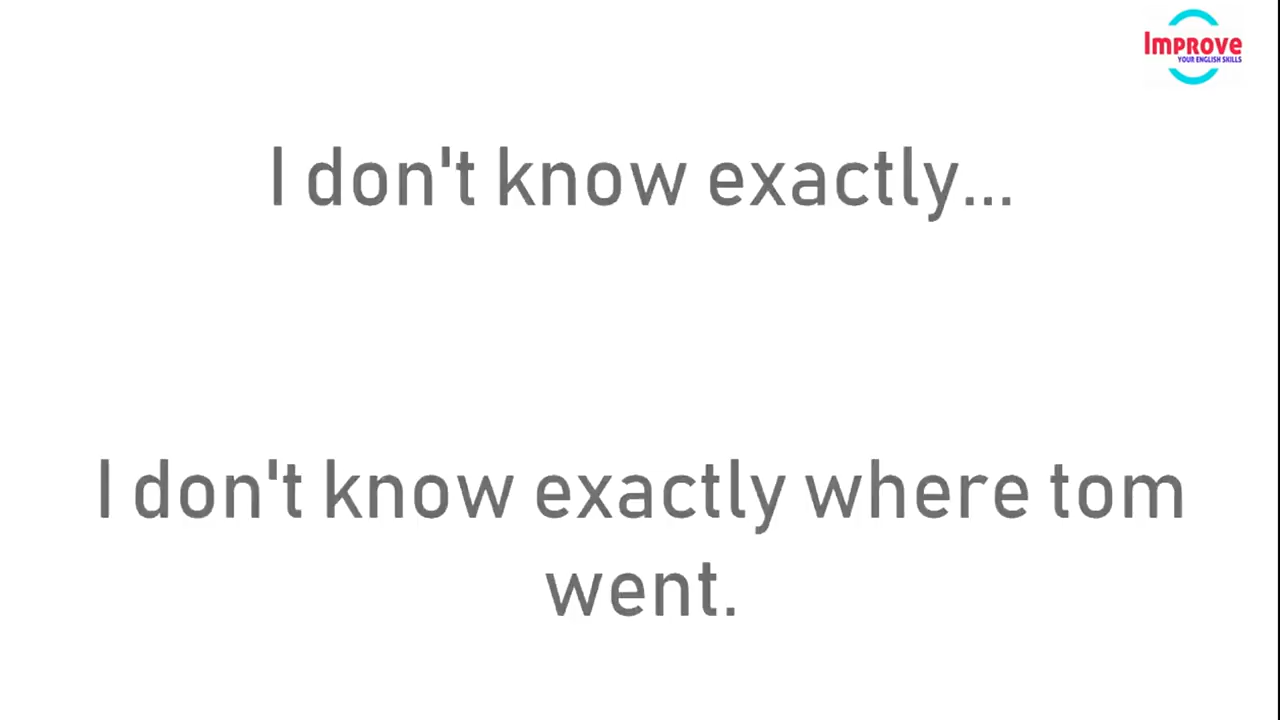 Improve
YOUR ENGLISH SKILLS
I don't know exactly...
I don't know exactly where tom
went.